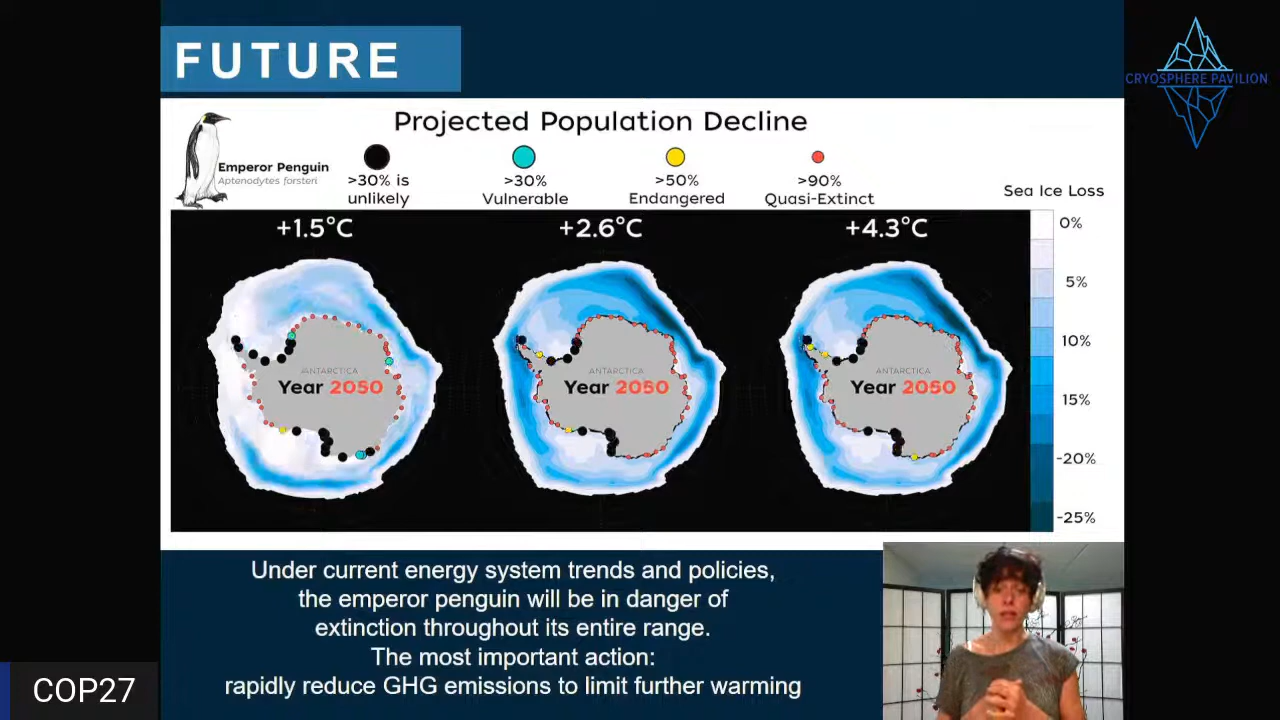 FUTURE
CRYOSPHERE PAVILION
Projected Population Decline
Emperor Penguin
Aptenodytes forsteri
>30% is
unlikely
>30%
Vulnerable
>50%
Endangered
>90%
Quasi-Extinct
Sea Ice Loss
+1.5°C
+2.6°C
+4.3°C
0%
5%
10%
15%
-20%
-25%
ANTARCTICA
Year 2050
ANTARCTICA
Year 2050
ANTARCTICA
Year 2050
Under current energy system trends and policies,
the emperor penguin will be in danger of
extinction throughout its entire range.
The most important action:
rapidly reduce GHG emissions to limit further warming
COP27